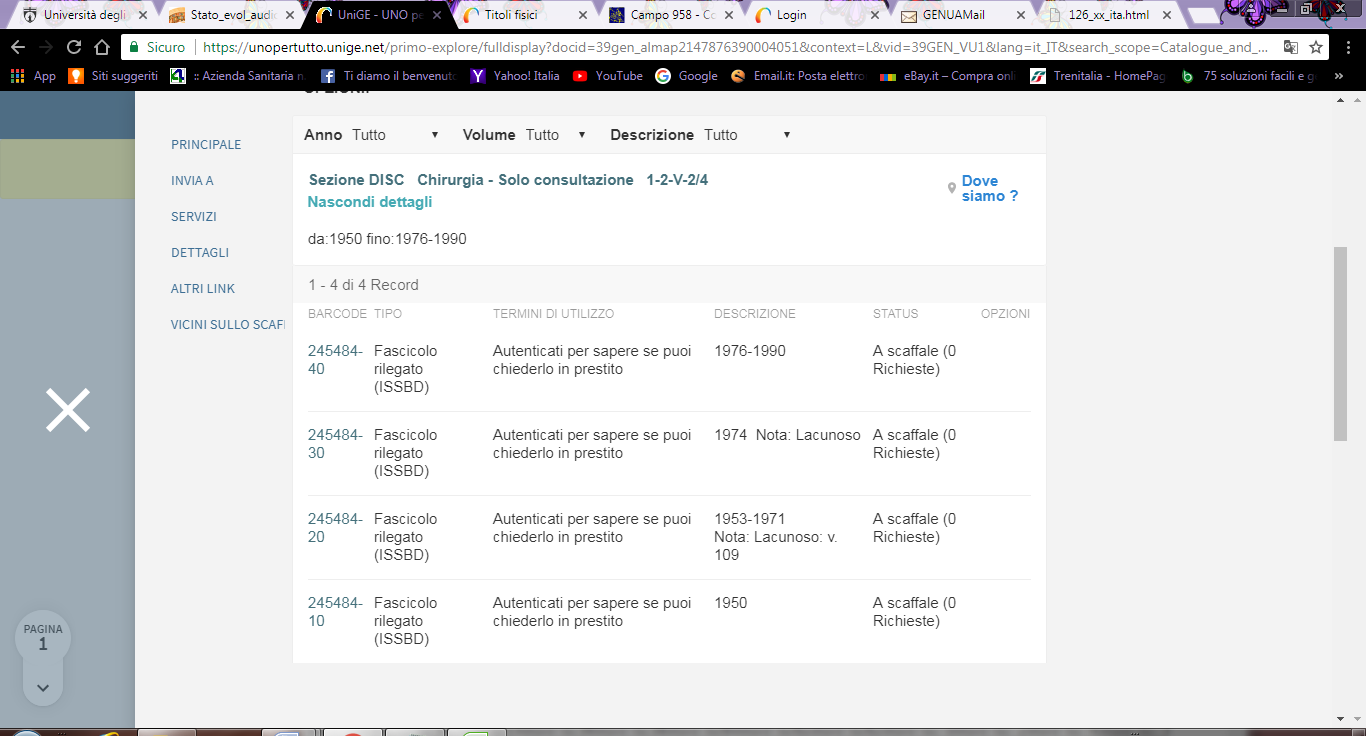 Università degli
Stato_evol_audi
UniGE - UNO pe
Titoli fisici
Campo 958 - Co
Login
GENUAMail
126_xx_ita.html
Sicuro
https://unopertutto.unige.net/primo-explore/fulldisplay?docid=39gen_almap2147876390004051&context=L&vid=39GEN_VU1&lang=it_IT&search_scope=Catalogue_and_...
App
Siti suggeriti
:: Azienda Sanitaria n.
Ti diamo il benvenuto
Yahoo! Italia
YouTube
Google
Email.it: Posta elettro
eBay.it – Compra onl
Trenitalia - HomePag
75 soluzioni facili e g
»
PRINCIPALE
INVIA A
SERVIZI
DETTAGLI
ALTRI LINK
VICINI SULLO SCAF
PAGINA
1
Anno Tutto Volume Tutto Descrizione Tutto
Sezione DISC Chirurgia - Solo consultazione 1-2-V-2/4
Dove
siamo ?
Nascondi dettagli
da:1950 fino:1976-1990
1 - 4 di 4 Record
BARCODE TIPO TERMINI DI UTILIZZO DESCRIZIONE STATUS OPZIONI
245484- Fascicolo Autenticati per sapere se puoi 1976-1990 A scaffale (0
40 rilegato chiederlo in prestito Richieste)
(ISSBD)
245484- Fascicolo Autenticati per sapere se puoi 1974 Nota: Lacunoso A scaffale (0
30 rilegato chiederlo in prestito Richieste)
(ISSBD)
245484- Fascicolo Autenticati per sapere se puoi 1953-1971 A scaffale (0
20 rilegato chiederlo in prestito Nota: Lacunoso: v. Richieste)
(ISSBD) 109
245484- Fascicolo Autenticati per sapere se puoi 1950 A scaffale (0
10 rilegato chiederlo in prestito Richieste)
(ISSBD)